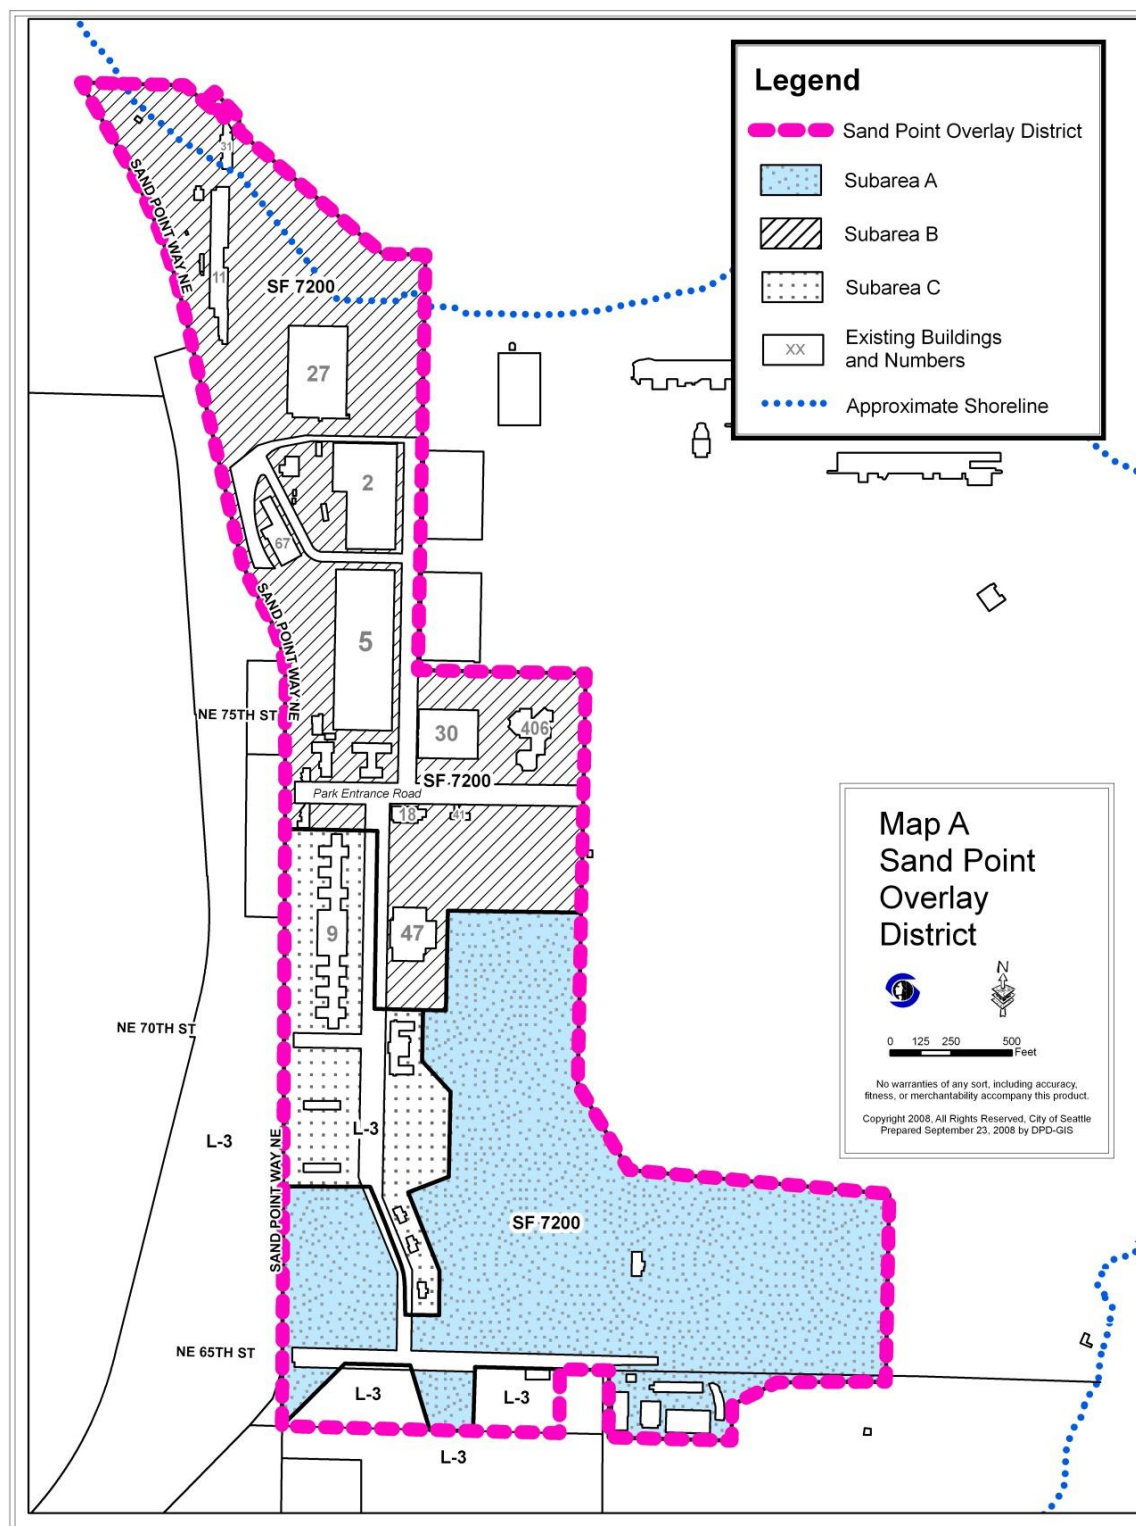 Legend
Sand Point Overlay District
Subarea A
Subarea B
Subarea C
XX
Existing Buildings
and Numbers
Approximate Shoreline
31
SAND POINT WAY NE
11
SF 7200
27
2
67
SAND POINT WAY NE
5
NE 75TH ST
30
406
SF 7200
Park Entrance Road
18
41
9
47
NE 70TH ST
L-3
L-3
SAND POINT WAY NE
SF 7200
NE 65TH ST
L-3
L-3
L-3
Map A
Sand Point
Overlay
District
N
0 125 250 500
Feet
No warranties of any sort, including accuracy,
fitness, or merchantability accompany this product.
Copyright 2008, All Rights Reserved, City of Seattle
Prepared September 23, 2008 by DPD-GIS